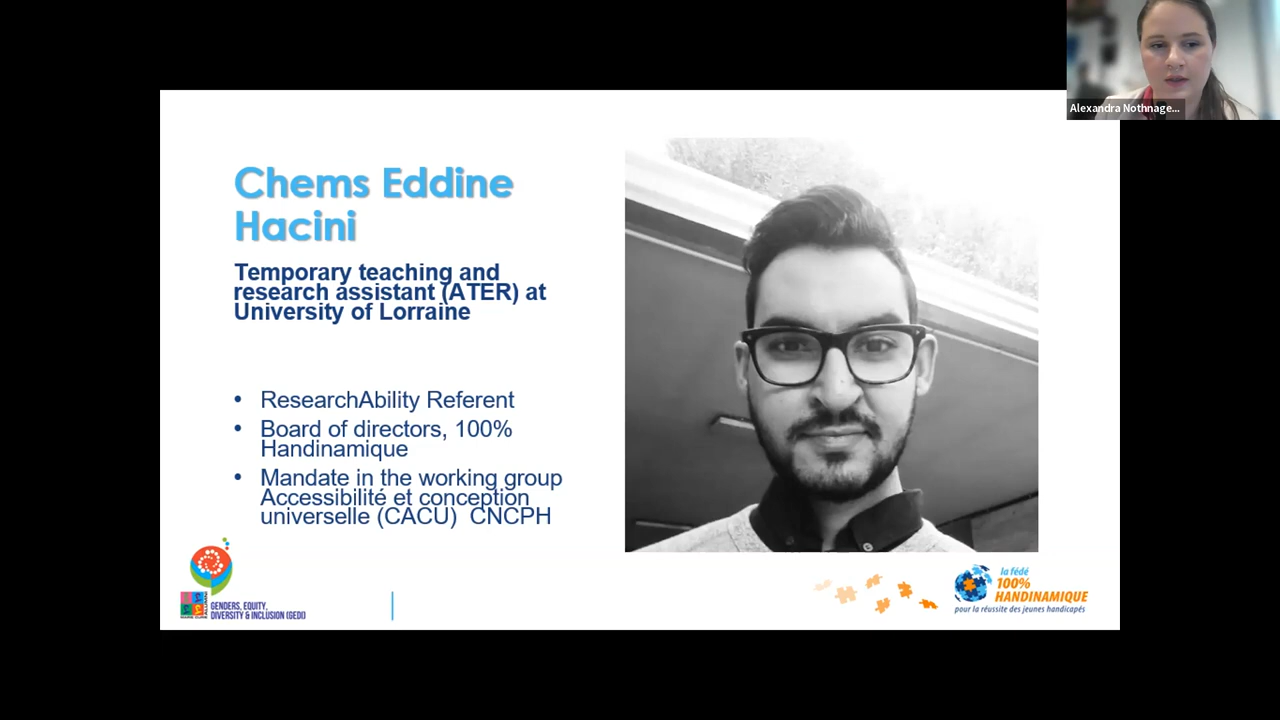 Alexandra Nothnage...
Chems Eddine
Hacini
Temporary teaching and
research assistant (ATER) at
University of Lorraine
• ResearchAbility Referent
• Board of directors, 100%
Handinamique
• Mandate in the working group
Accessibilité et conception
universelle (CACU) CNCPH
GENDERS, EQUITY,
DIVERSITY & INCLUSION (GEDI)
la fédé
100%
HANDINAMIQUE
pour la réussite des jeunes handicapés